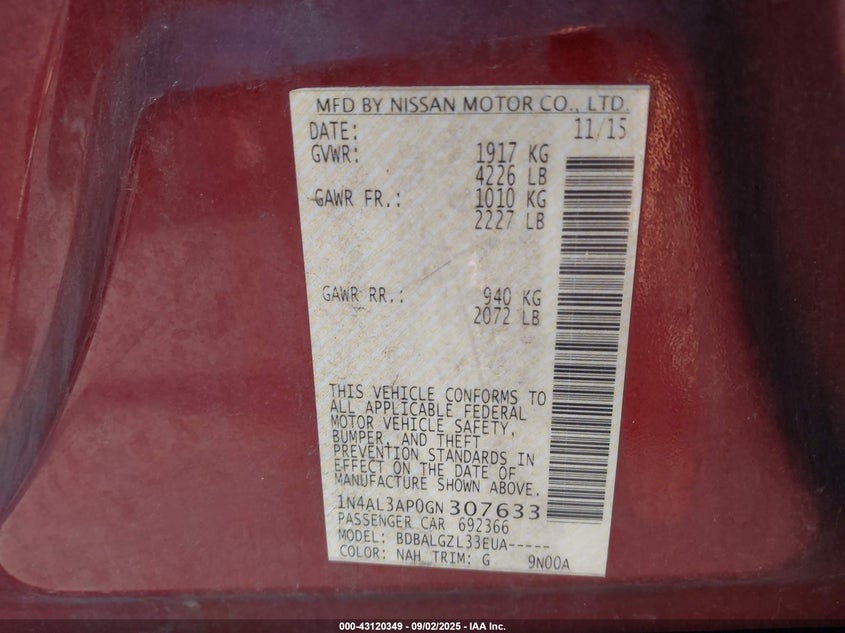 MFD BY NISSAN MOTOR CO., LTD.
DATE: 11/15
GVWR: 1917 KG
4226 LB
GAWR FR.: 1010 KG
2227 LB
GAWR RR.: 940 KG
2072 LB
THIS VEHICLE CONFORMS TO
ALL APPLICABLE FEDERAL
MOTOR VEHICLE SAFETY,
BUMPER, AND THEFT
PREVENTION STANDARDS IN
EFFECT ON THE DATE OF
MANUFACTURE SHOWN ABOVE.
1N4AL3AP0GN307633
PASSENGER CAR 692366
MODEL: BDBALGZL33EUA-----
COLOR: NAH TRIM: G 9N00A
000-43120349 - 09/02/2025 - IAA Inc.